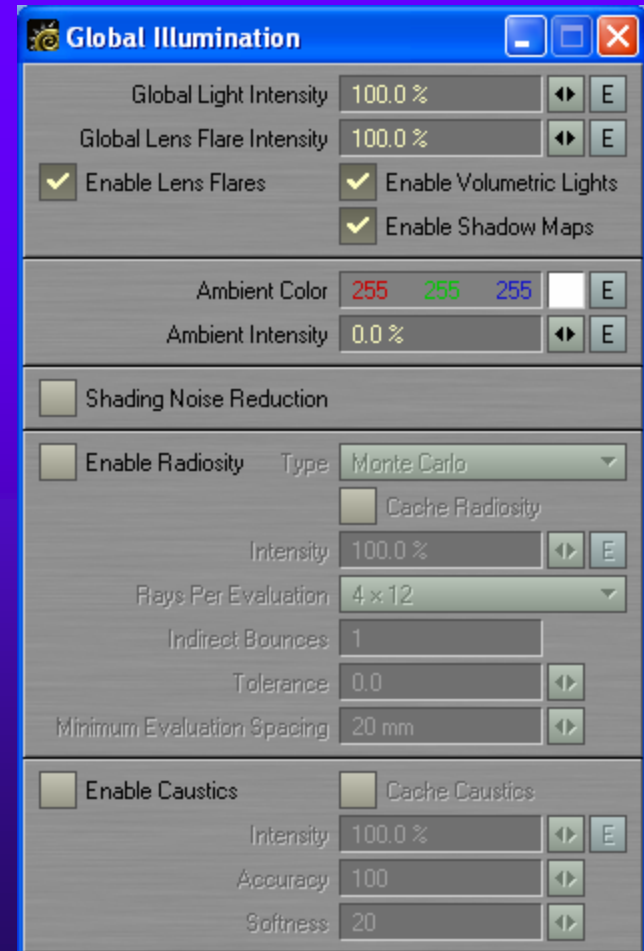 Global Illumination
Global Light Intensity 100.0 % E
Global Lens Flare Intensity 100.0 % E
Enable Lens Flares Enable Volumetric Lights
Enable Shadow Maps
Ambient Color 255 255 255 E
Ambient Intensity 0.0 % E
Shading Noise Reduction
Enable Radiosity Type Monte Carlo
Cache Radiosity
Intensity 100.0 % E
Rays Per Evaluation 4 × 12
Indirect Bounces 1
Tolerance 0.0
Minimum Evaluation Spacing 20 mm
Enable Caustics Cache Caustics
Intensity 100.0 % E
Accuracy 100
Softness 20